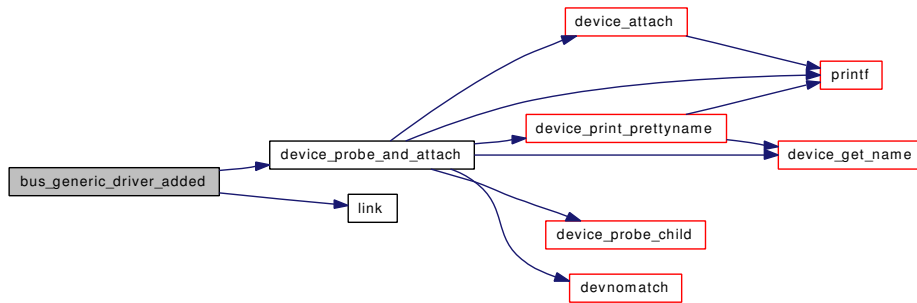 device_attach
printf
device_print_prettyname
device_probe_and_attach
device_get_name
bus_generic_driver_added
link
device_probe_child
devnomatch